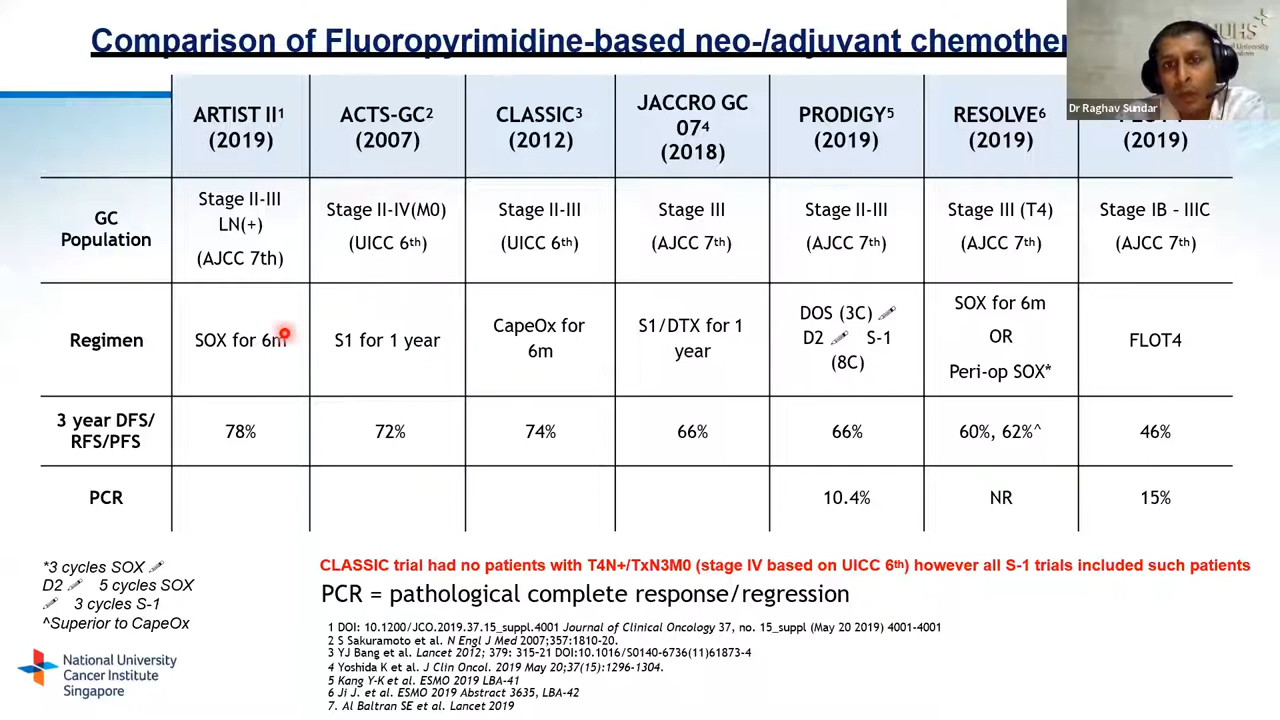 Comparison of Fluoropyrimidine-based neo-/adjuvant
Dr Raghav Sundar
ARTIST II1
(2019)
ACTS-GC2
(2007)
CLASSIC3
(2012)
JACCRO GC
074
(2018)
PRODIGY5
(2019)
RESOLVE6
(2019)
(2019)
GC
Population
Stage II-III
LN(+)
(AJCC 7th)
Stage II-IV(M0)
(UICC 6th)
Stage II-III
(UICC 6th)
Stage III
(AJCC 7th)
Stage II-III
(AJCC 7th)
Stage III (T4)
(AJCC 7th)
Stage IB - IIIC
(AJCC 7th)
Regimen
SOX for 6m
S1 for 1 year
CapeOx for
6m
S1/DTX for 1
year
DOS (3C)
D2 S-1
(8C)
SOX for 6m
OR
Peri-op SOX*
FLOT4
3 year DFS/
RFS/PFS
78%
72%
74%
66%
66%
60%, 62%^
46%
PCR
10.4%
NR
15%
*3 cycles SOX
D2 5 cycles SOX
3 cycles S-1
^Superior to CapeOx
CLASSIC trial had no patients with T4N+/TxN3M0 (stage IV based on UICC 6th) however all S-1 trials included such patients
PCR = pathological complete response/regression
1 DOI: 10.1200/JCO.2019.37.15_suppl.4001 Journal of Clinical Oncology 37, no. 15_suppl (May 20 2019) 4001-4001
2 S Sakuramoto et al. N Engl J Med 2007;357:1810-20.
3 YJ Bang et al. Lancet 2012; 379: 315-21 DOI:10.1016/S0140-6736(11)61873-4
4 Yoshida K et al. J Clin Oncol. 2019 May 20;37(15):1296-1304.
5 Kang Y-K et al. ESMO 2019 LBA-41
6 Ji J. et al. ESMO 2019 Abstract 3635, LBA-42
7. Al Baltran SE et al. Lancet 2019
National University
Cancer Institute
Singapore